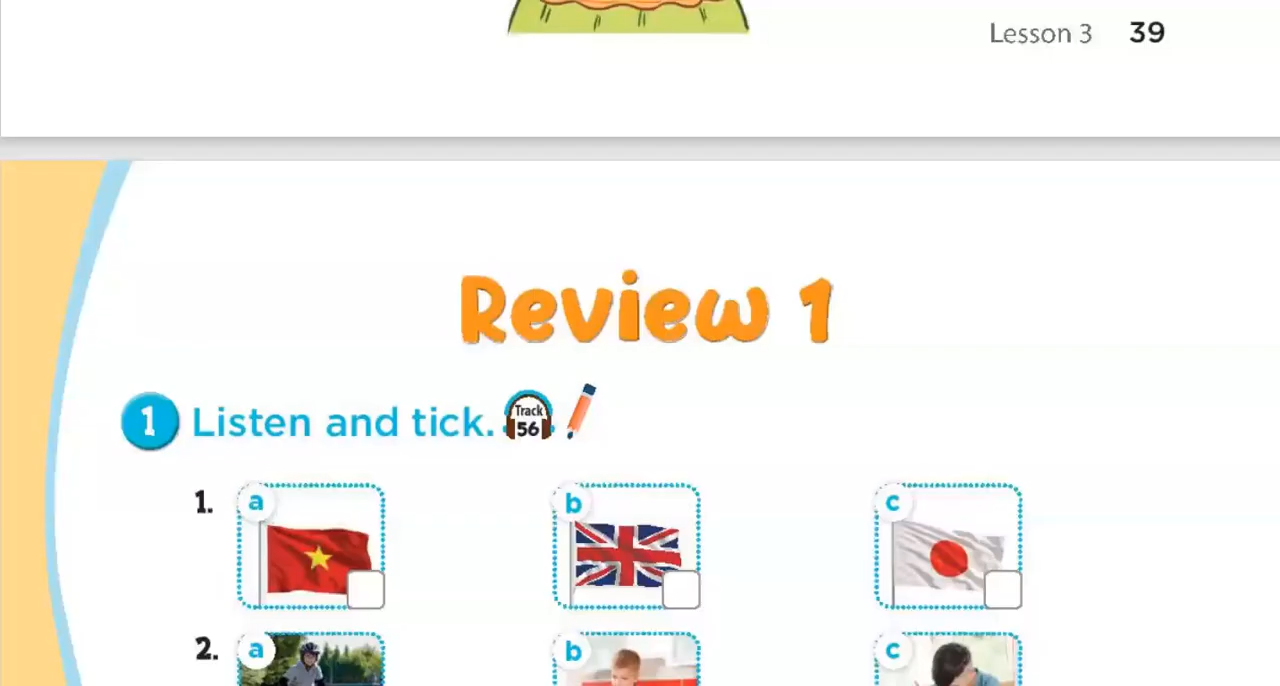 Lesson 3 39
Review 1
1 Listen and tick. Track 56
1. a b c
2. a b c